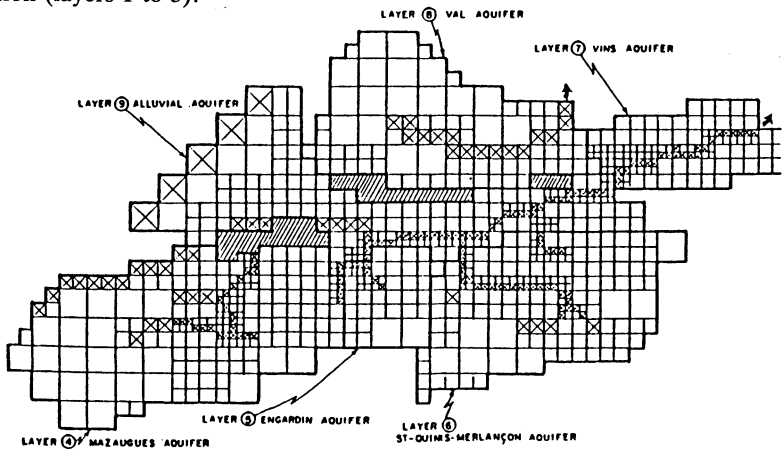 tion (layers 1 to 3).
LAYER 8 VAL AQUIFER
LAYER 7 VINS AQUIFER
LAYER 9 ALLUVIAL AQUIFER
LAYER 5 ENGARDIN AQUIFER
LAYER 6
ST-QUINIS-MERLANÇON AQUIFER
LAYER 4 MAZAUGUES AQUIFER